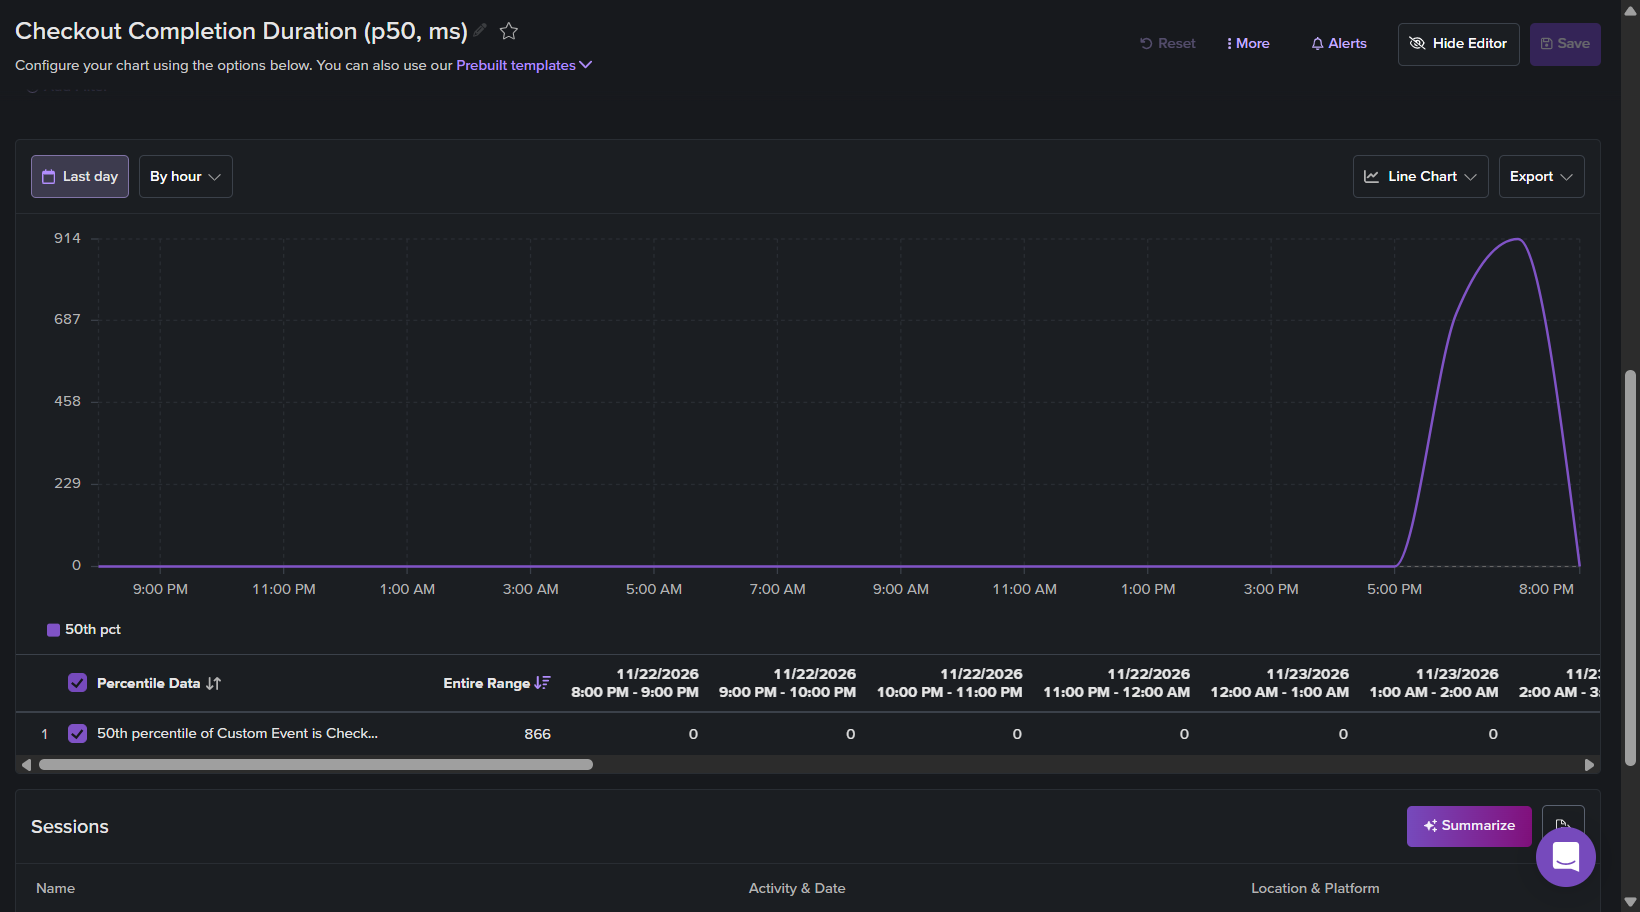 Checkout Completion Duration (p50, ms)
Reset
More
Alerts
Hide Editor
Save
Configure your chart using the options below. You can also use our Prebuilt templates
Last day
By hour
Line Chart
Export
914
687
458
229
0
9:00 PM
11:00 PM
1:00 AM
3:00 AM
5:00 AM
7:00 AM
9:00 AM
11:00 AM
1:00 PM
3:00 PM
5:00 PM
8:00 PM
50th pct
Percentile Data
Entire Range
11/22/2026
8:00 PM - 9:00 PM
11/22/2026
9:00 PM - 10:00 PM
11/22/2026
10:00 PM - 11:00 PM
11/22/2026
11:00 PM - 12:00 AM
11/23/2026
12:00 AM - 1:00 AM
11/23/2026
1:00 AM - 2:00 AM
11/2
2:00 AM - 3
1
50th percentile of Custom Event is Check...
866
0
0
0
0
0
0
Sessions
Summarize
Name
Activity & Date
Location & Platform